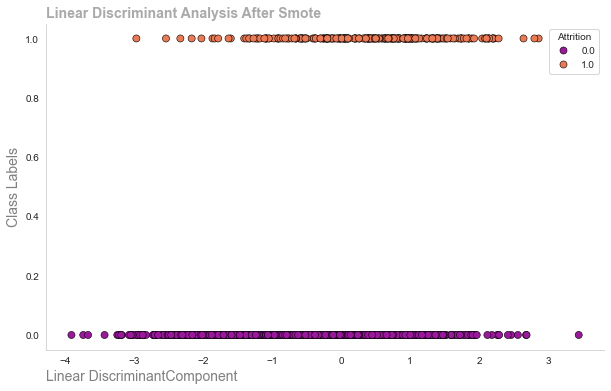 Linear Discriminant Analysis After Smote
Attrition
0.0
1.0
1.0
0.8
0.6
0.4
0.2
0.0
Class Labels
−4 −3 −2 −1 0 1 2 3
Linear DiscriminantComponent